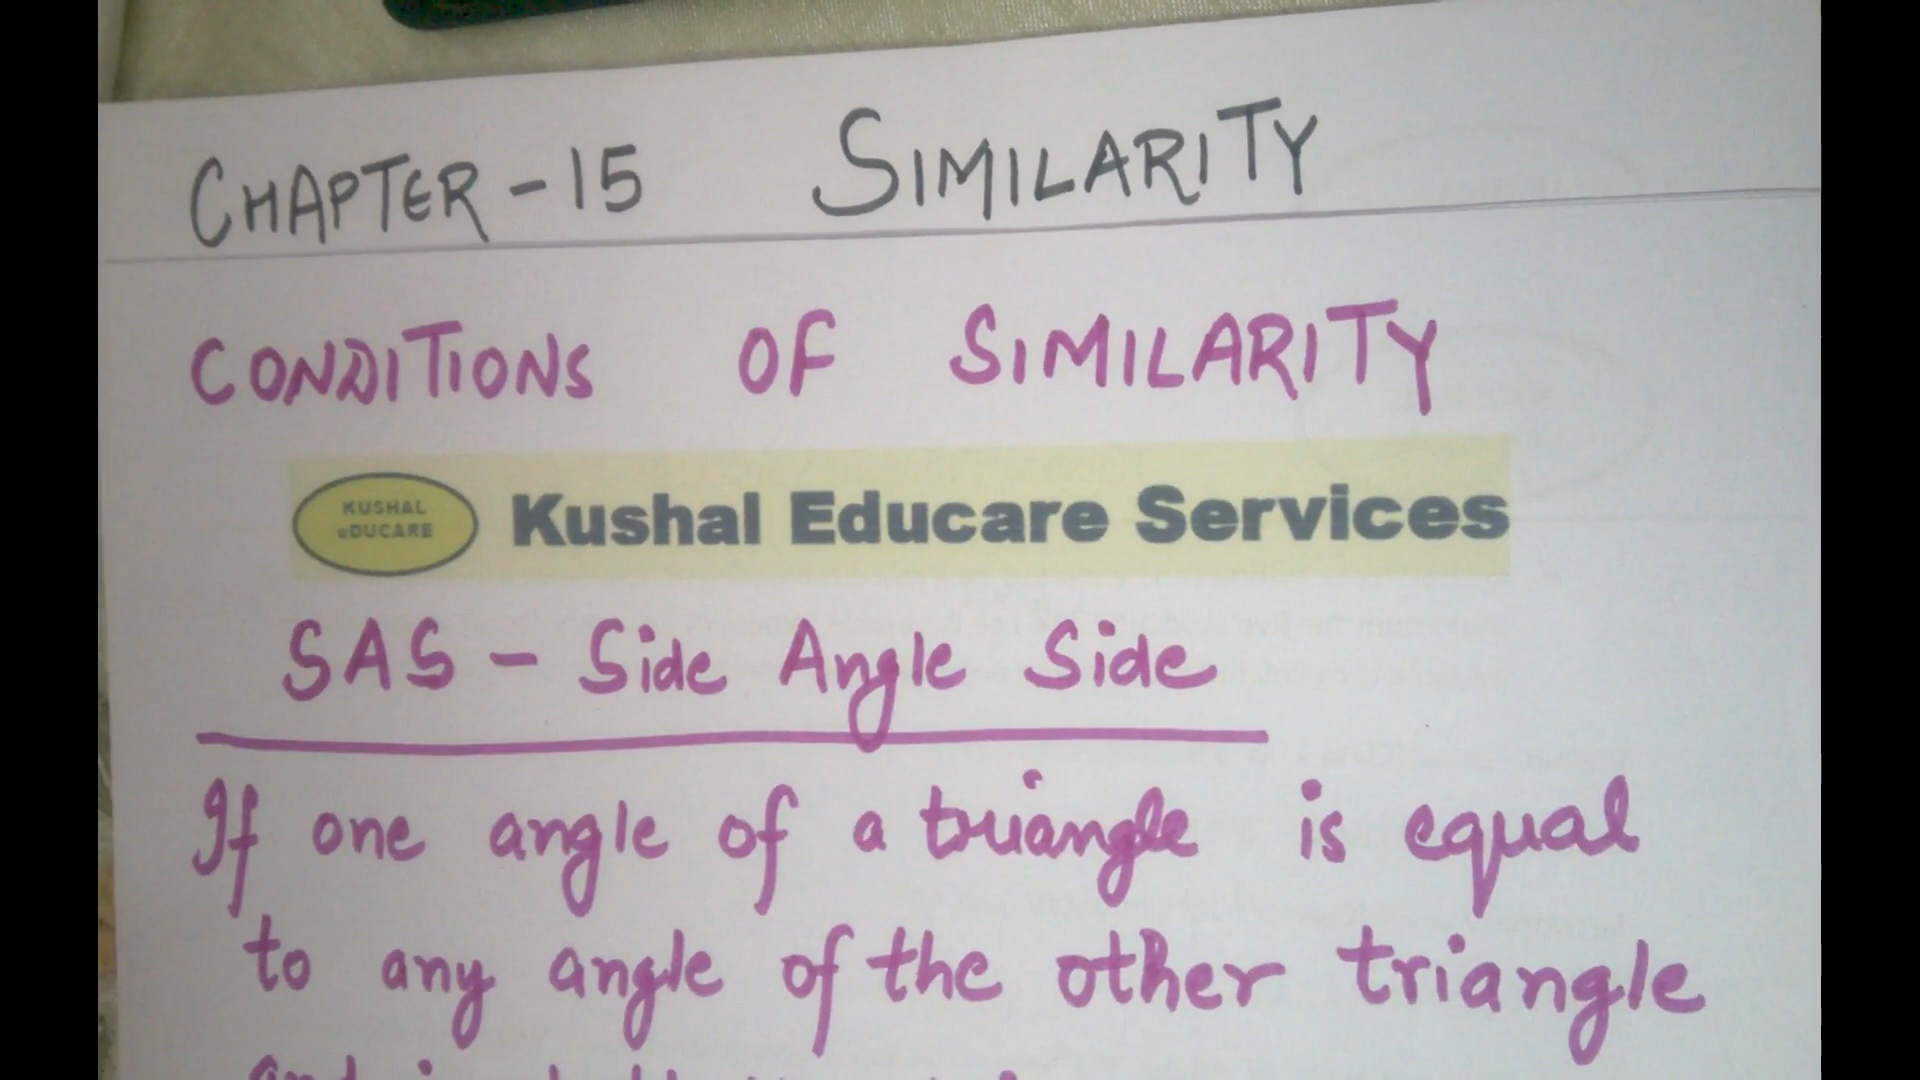 CHAPTER-15 SIMILARITY
CONDITIONS OF SIMILARITY
KUSHAL
eDUCARE
Kushal Educare Services
SAS - Side Angle Side
If one angle of a triangle is equal
to any angle of the other triangle